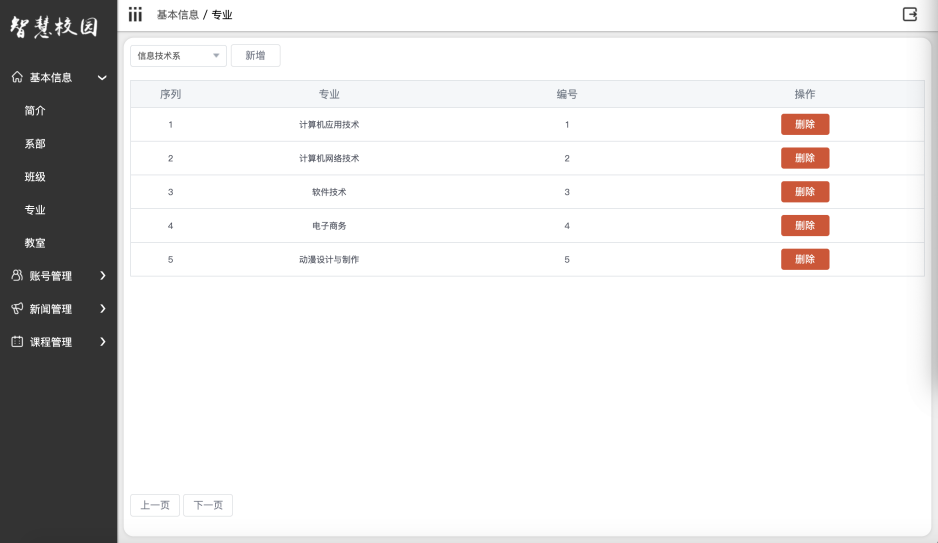 智慧校园
基本信息 / 专业
基本信息
简介
系部
班级
专业
教室
账号管理
新闻管理
课程管理
信息技术系 新增
序列 专业 编号 操作
1 计算机应用技术 1 删除
2 计算机网络技术 2 删除
3 软件技术 3 删除
4 电子商务 4 删除
5 动漫设计与制作 5 删除
上一页 下一页